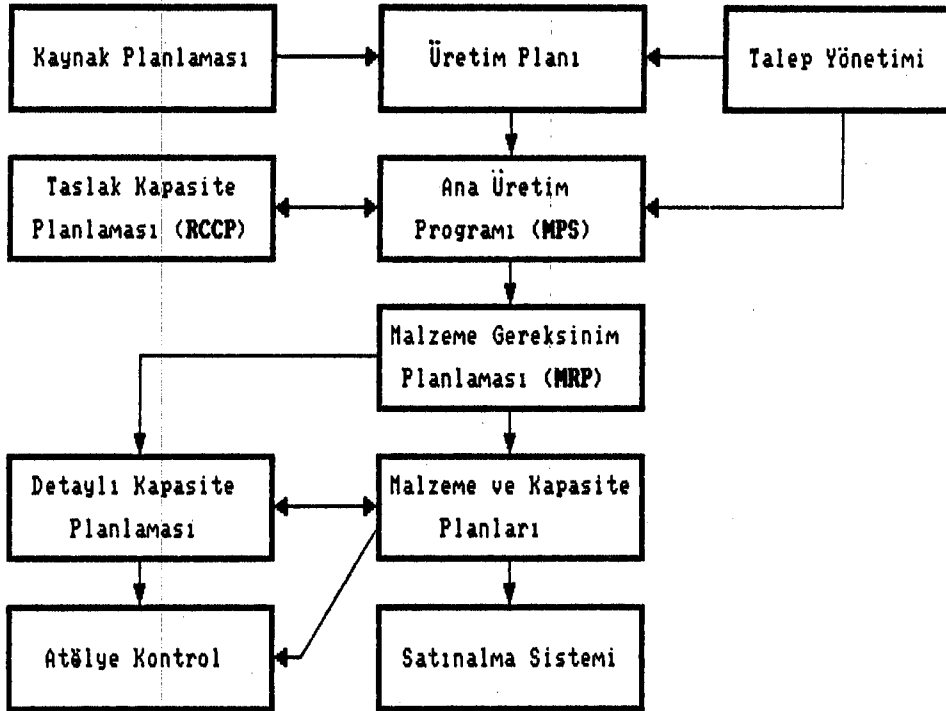 Kaynak Planlaması
Üretim Planı
Talep Yönetimi
Taslak Kapasite
Planlaması (RCCP)
Ana Üretim
Programı (MPS)
Malzeme Gereksinim
Planlaması (MRP)
Detaylı Kapasite
Planlaması
Malzeme ve Kapasite
Planları
Atölye Kontrol
Satınalma Sistemi